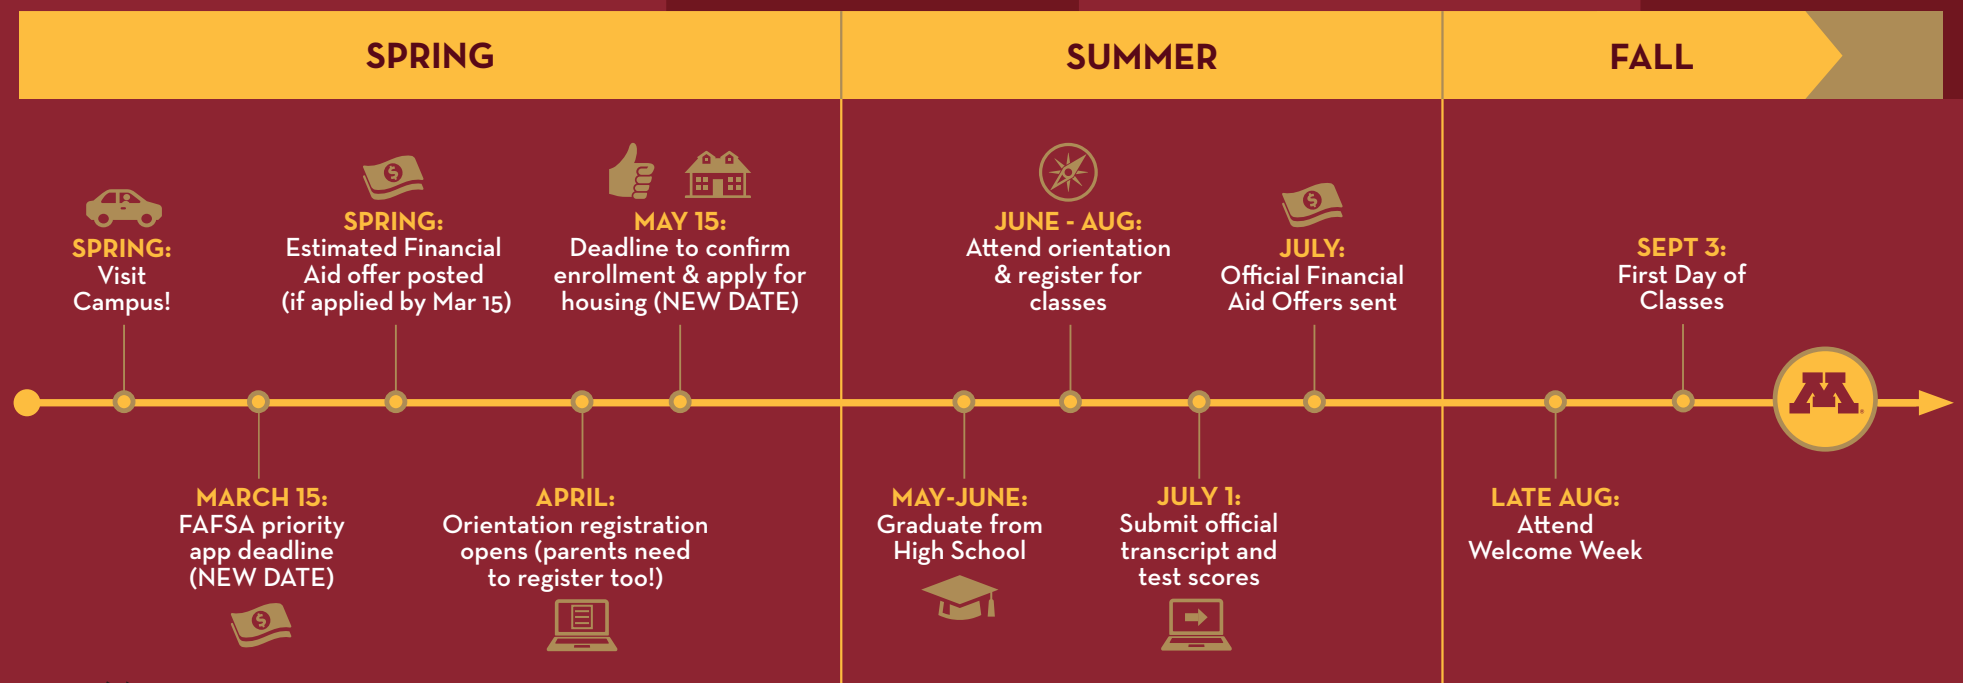 SPRING
SUMMER
FALL
SPRING:
Visit
Campus!
MARCH 15:
FAFSA priority
app deadline
(NEW DATE)
SPRING:
Estimated Financial
Aid offer posted
(if applied by Mar 15)
APRIL:
Orientation registration
opens (parents need
to register too!)
MAY 15:
Deadline to confirm
enrollment & apply for
housing (NEW DATE)
MAY-JUNE:
Graduate from
High School
JUNE - AUG:
Attend orientation
& register for
classes
JULY 1:
Submit official
transcript and
test scores
JULY:
Official Financial
Aid Offers sent
LATE AUG:
Attend
Welcome Week
SEPT 3:
First Day of
Classes
M